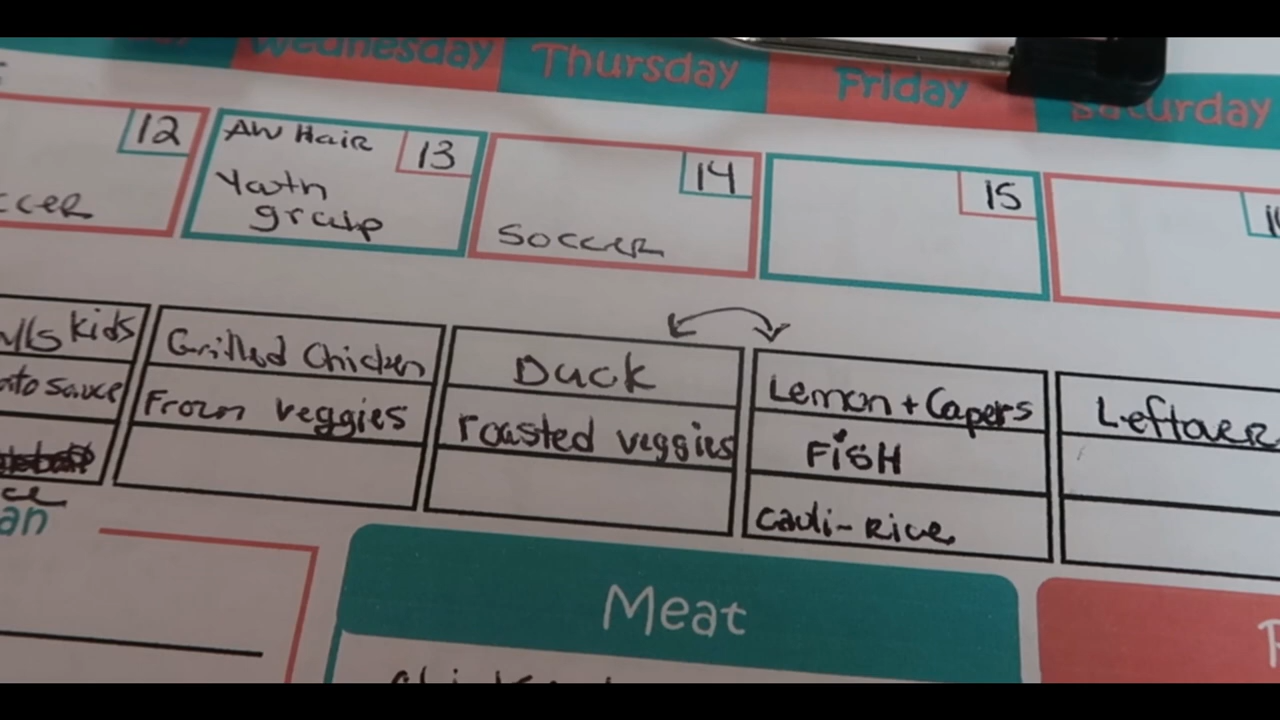 Wednesday Thursday Friday Saturday
12 AW Hair 13 14 15
Youth
group
SOCCER
kids Grilled Chicken Duck Lemon + Capers Leftover
sauce Frozen veggies roasted veggies FISH
Cauli-Rice
Meat